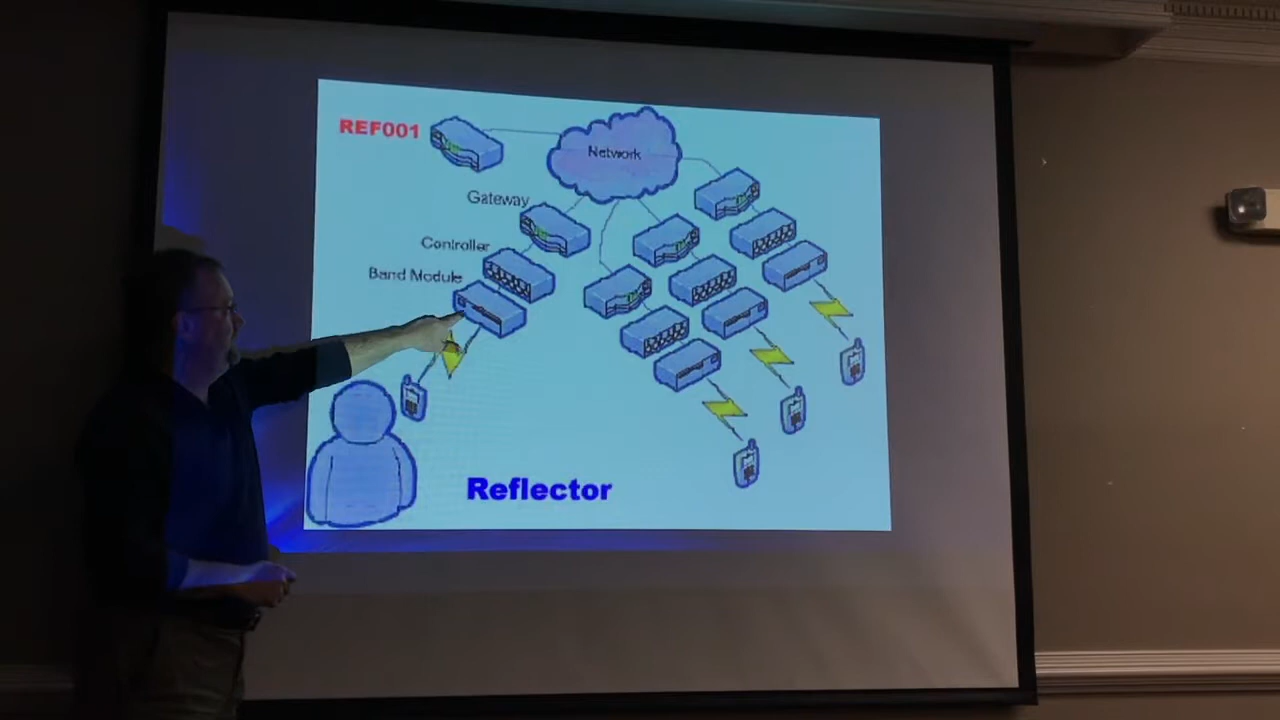 REF001
Network
Gateway
Controller
Band Module
Reflector